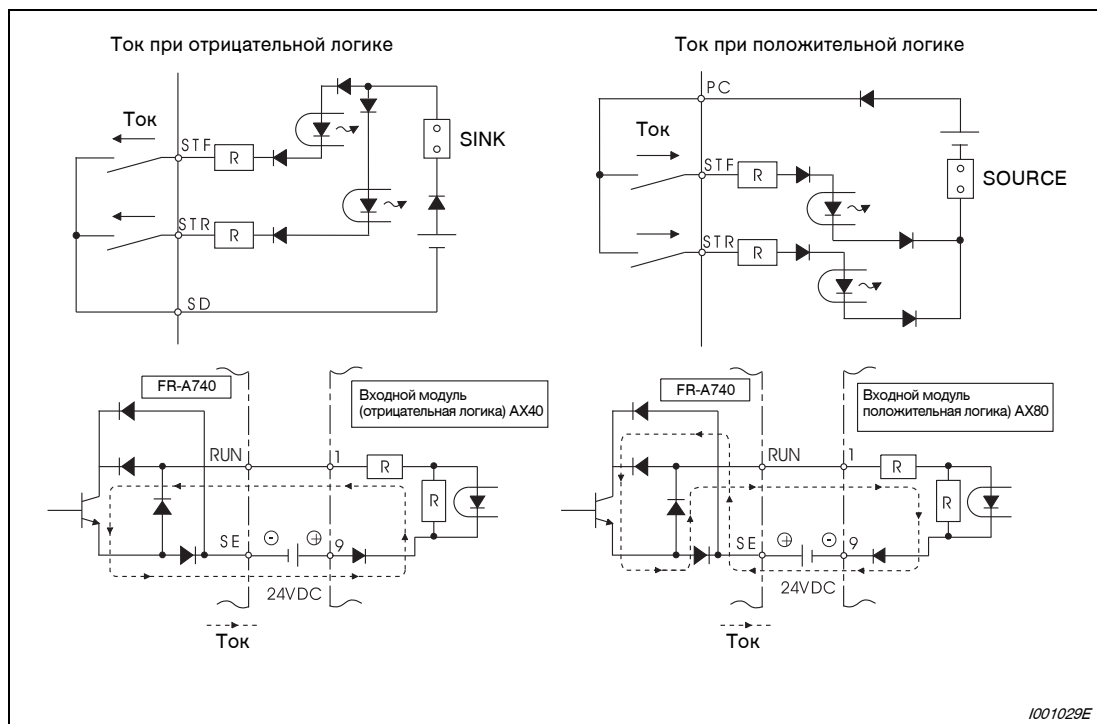 Ток при отрицательной логике
Ток
STF
R
STR
R
SINK
SD
Ток при положительной логике
PC
Ток
STF
R
STR
R
SOURCE
FR-A740
Входной модуль
(отрицательная логика) AX40
RUN
1
R
R
SE
⊖
⊕
9
24VDC
Ток
FR-A740
Входной модуль
положительная логика) AX80
RUN
1
R
R
SE
⊕
⊖
9
24VDC
Ток
I001029E